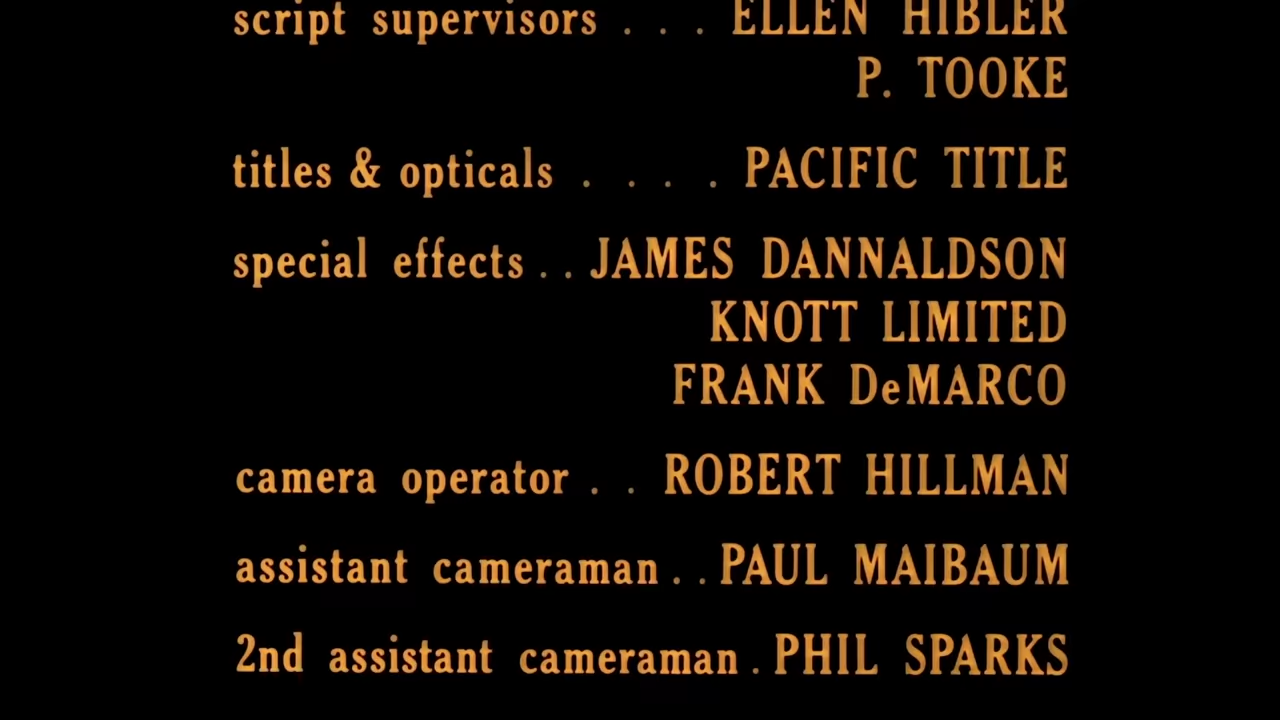 script supervisors . . . ELLEN HIBLER
P. TOOKE
titles & opticals . . . . PACIFIC TITLE
special effects . . JAMES DANNALDSON
KNOTT LIMITED
FRANK DeMARCO
camera operator . . ROBERT HILLMAN
assistant cameraman . . PAUL MAIBAUM
2nd assistant cameraman . PHIL SPARKS